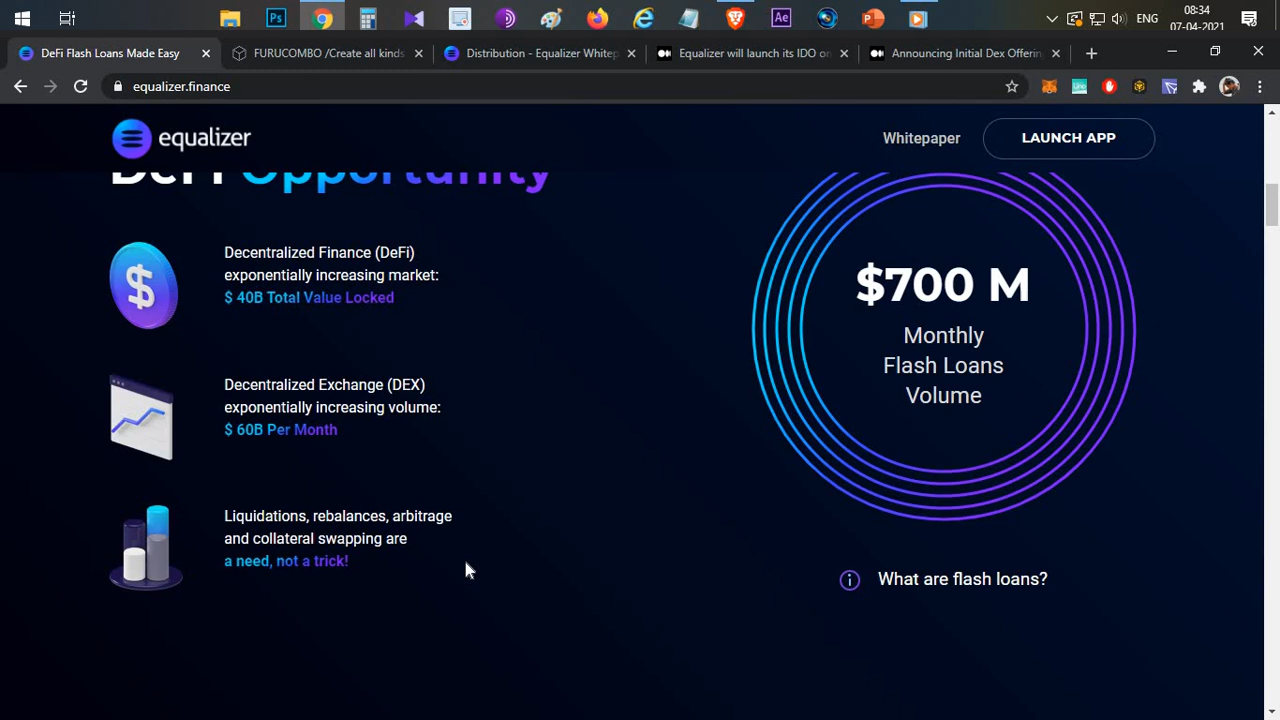 08:34
ENG
07-04-2021
DeFi Flash Loans Made Easy
FURUCOMBO /Create all kinds
Distribution - Equalizer Whitep
Equalizer will launch its IDO on
Announcing Initial Dex Offering
equalizer.finance
equalizer
Whitepaper
LAUNCH APP
DeFi Opportunity
Decentralized Finance (DeFi)
exponentially increasing market:
$ 40B Total Value Locked
Decentralized Exchange (DEX)
exponentially increasing volume:
$ 60B Per Month
Liquidations, rebalances, arbitrage
and collateral swapping are
a need, not a trick!
$700 M
Monthly
Flash Loans
Volume
What are flash loans?